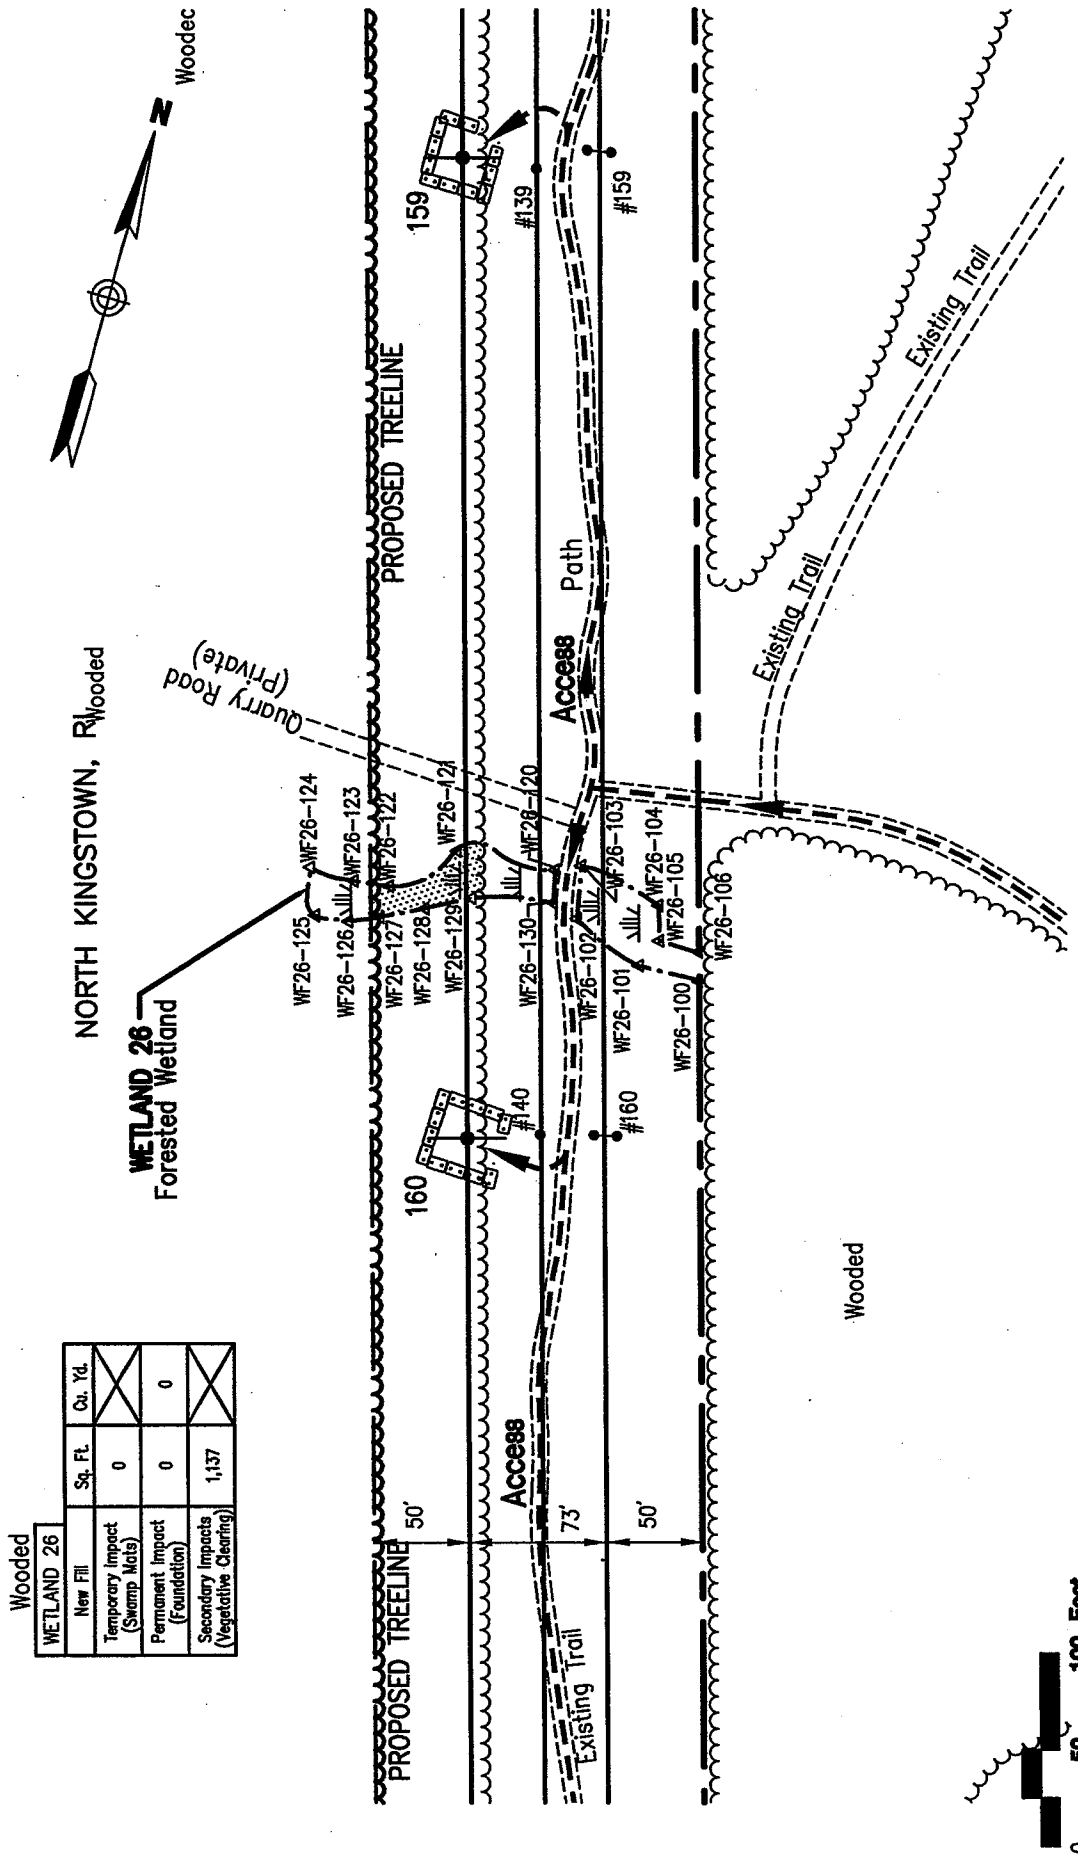 Wooded
WETLAND 26
New Fill
Sq. Ft.
Cu. Yd.
Temporary Impact
(Swamp Mats)
0
Permanent Impact
(Foundation)
0
0
Secondary Impacts
(Vegetative Clearing)
1,137
NORTH KINGSTOWN, RI
Wooded
Woodec
N
WETLAND 26
Forested Wetland
Quarry Road
(Private)
WF26-125
WF26-124
WF26-126
WF26-123
WF26-127
WF26-122
WF26-128
WF26-129
WF26-121
WF26-130
WF26-120
WF26-102
WF26-103
WF26-101
WF26-104
WF26-105
WF26-100
WF26-106
PROPOSED TREELINE
PROPOSED TREELINE
160
159
#140
#139
#160
#159
50'
73'
50'
Access
Access
Path
Existing Trail
Existing Trail
Existing Trail
Wooded
0
50
100 Feet